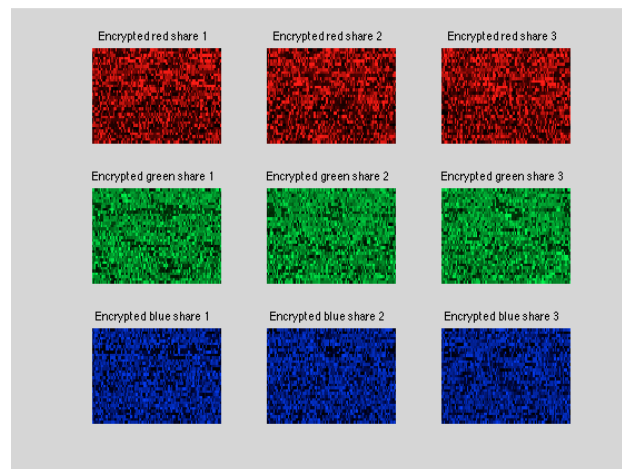 Encrypted red share 1 Encrypted red share 2 Encrypted red share 3
Encrypted green share 1 Encrypted green share 2 Encrypted green share 3
Encrypted blue share 1 Encrypted blue share 2 Encrypted blue share 3